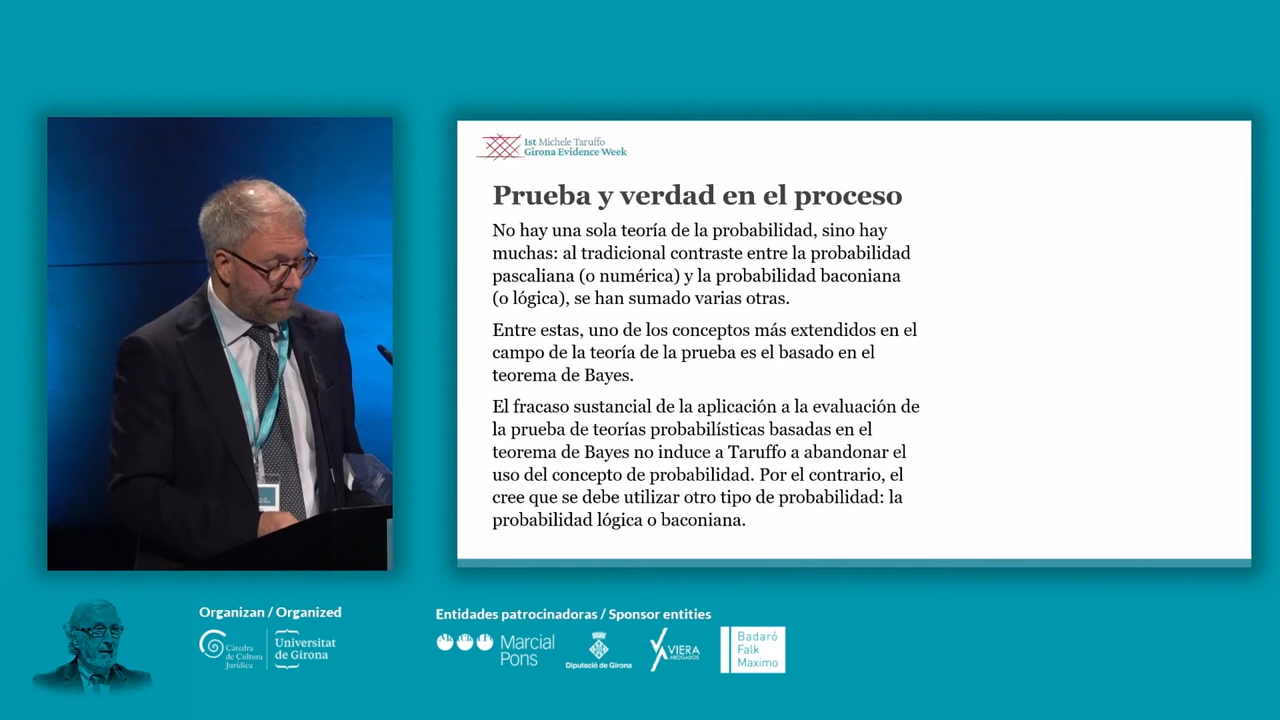 1st Michele Taruffo
Girona Evidence Week
Prueba y verdad en el proceso
No hay una sola teoría de la probabilidad, sino hay
muchas: al tradicional contraste entre la probabilidad
pascaliana (o numérica) y la probabilidad baconiana
(o lógica), se han sumado varias otras.
Entre estas, uno de los conceptos más extendidos en el
campo de la teoría de la prueba es el basado en el
teorema de Bayes.
El fracaso sustancial de la aplicación a la evaluación de
la prueba de teorías probabilísticas basadas en el
teorema de Bayes no induce a Taruffo a abandonar el
uso del concepto de probabilidad. Por el contrario, el
cree que se debe utilizar otro tipo de probabilidad: la
probabilidad lógica o baconiana.
Organizan / Organized
Càtedra
de Cultura
Jurídica
Universitat
de Girona
Entidades patrocinadoras / Sponsor entities
Marcial
Pons
Diputació de Girona
VIERA
ABOGADOS
Badaró
Falk
Maximo